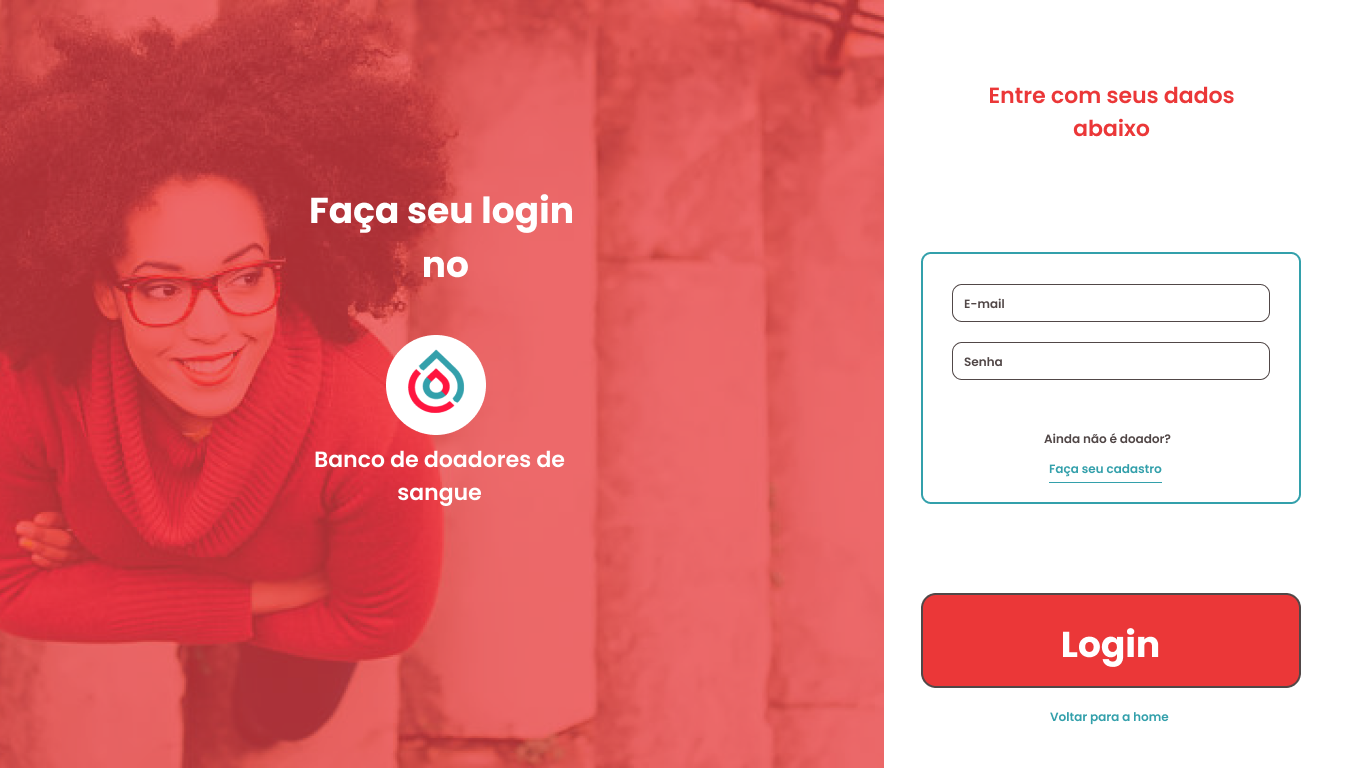 Faça seu login
no
Banco de doadores de
sangue
Entre com seus dados
abaixo
E-mail
Senha
Ainda não é doador?
Faça seu cadastro
Login
Voltar para a home